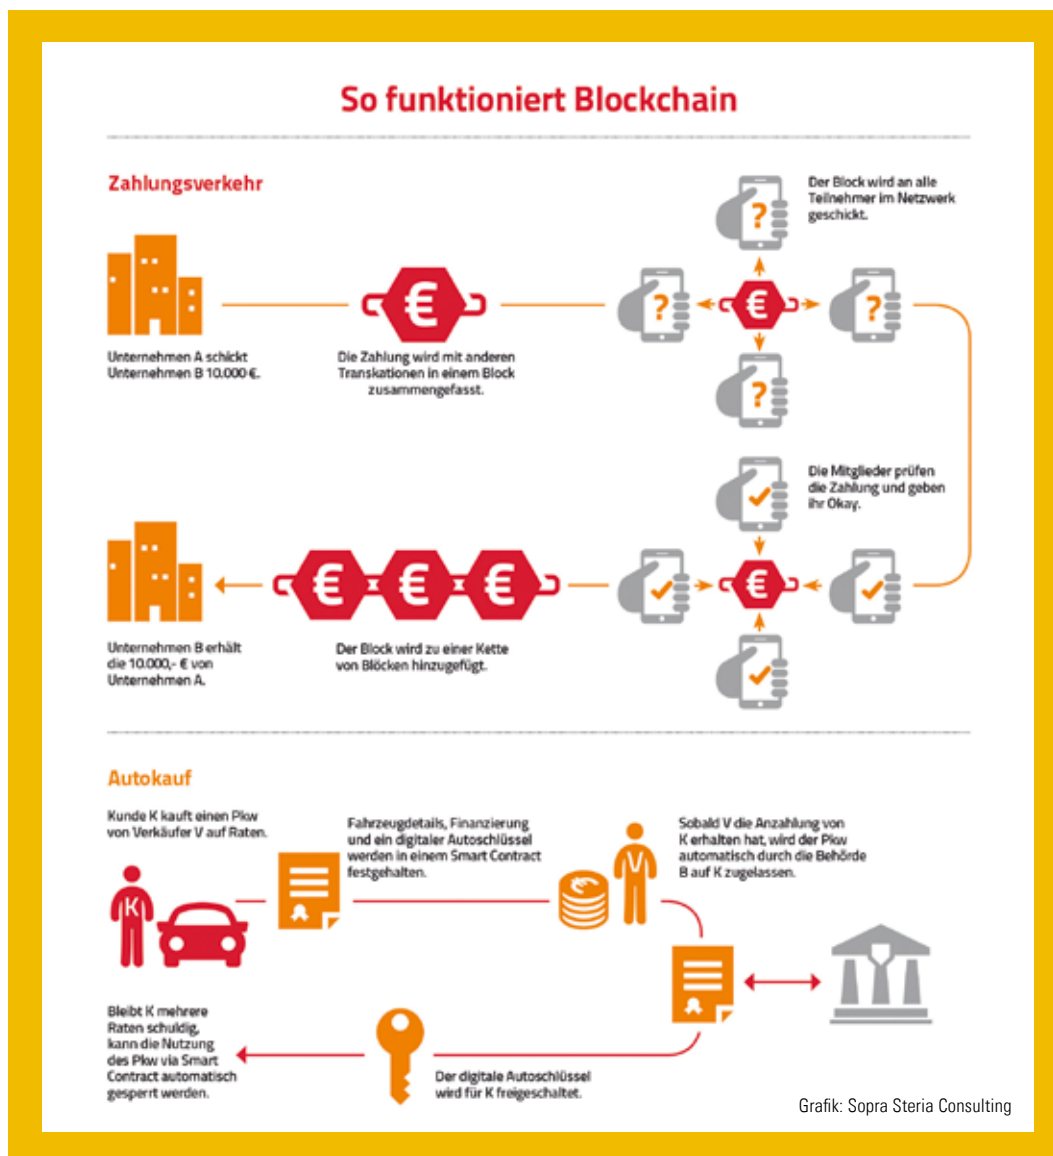 So funktioniert Blockchain
Zahlungsverkehr
Unternehmen A schickt
Unternehmen B 10.000 €.
€
Die Zahlung wird mit anderen
Transkationen in einem Block
zusammengefasst.
?
?
€
?
?
Der Block wird an alle
Teilnehmer im Netzwerk
geschickt.
Die Mitglieder prüfen
die Zahlung und geben
ihr Okay.
€
€ € €
Der Block wird zu einer Kette
von Blöcken hinzugefügt.
Unternehmen B erhält
die 10.000,- € von
Unternehmen A.
Autokauf
Kunde K kauft einen Pkw
von Verkäufer V auf Raten.
K
Fahrzeugdetails, Finanzierung
und ein digitaler Autoschlüssel
werden in einem Smart Contract
festgehalten.
€
V
Sobald V die Anzahlung von
K erhalten hat, wird der Pkw
automatisch durch die Behörde
B auf K zugelassen.
Der digitale Autoschlüssel
wird für K freigeschaltet.
Bleibt K mehrere
Raten schuldig,
kann die Nutzung
des Pkw via Smart
Contract automatisch
gesperrt werden.
Grafik: Sopra Steria Consulting